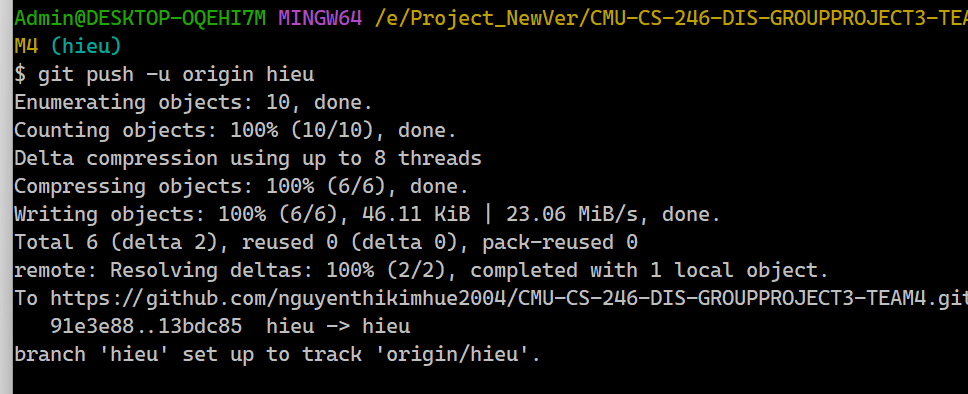 Admin@DESKTOP-OQEHI7M MINGW64 /e/Project_NewVer/CMU-CS-246-DIS-GROUPPROJECT3-TEA
M4 (hieu)
$ git push -u origin hieu
Enumerating objects: 10, done.
Counting objects: 100% (10/10), done.
Delta compression using up to 8 threads
Compressing objects: 100% (6/6), done.
Writing objects: 100% (6/6), 46.11 KiB | 23.06 MiB/s, done.
Total 6 (delta 2), reused 0 (delta 0), pack-reused 0
remote: Resolving deltas: 100% (2/2), completed with 1 local object.
To https://github.com/nguyenthikimhue2004/CMU-CS-246-DIS-GROUPPROJECT3-TEAM4.git
   91e3e88..13bdc85  hieu -> hieu
branch 'hieu' set up to track 'origin/hieu'.